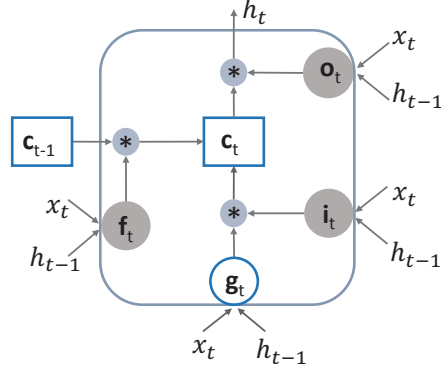 h_t
x_t
*
o_t
h_{t-1}
c_{t-1}
*
c_t
x_t
x_t
f_t
*
i_t
h_{t-1}
h_{t-1}
g_t
x_t
h_{t-1}